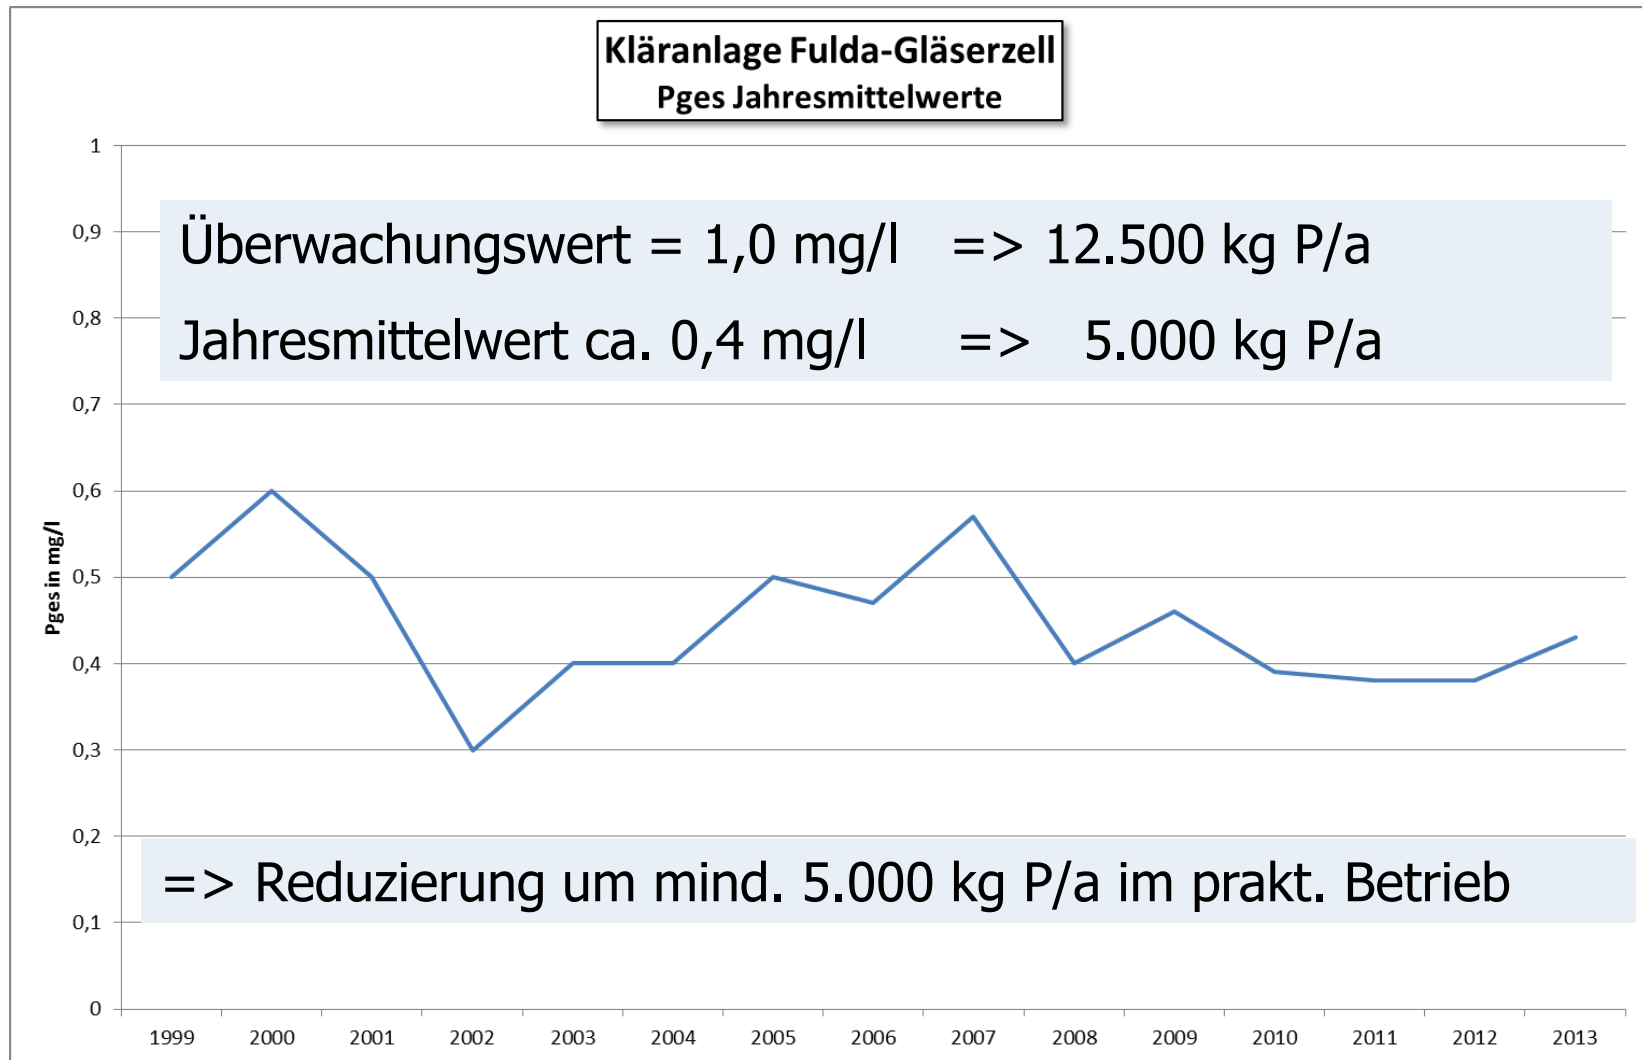 Kläranlage Fulda-Gläserzell
Pges Jahresmittelwerte
1
0,9
Überwachungswert = 1,0 mg/l => 12.500 kg P/a
0,8
Jahresmittelwert ca. 0,4 mg/l => 5.000 kg P/a
0,7
0,6
Pges in mg/l
0,5
0,4
0,3
0,2
=> Reduzierung um mind. 5.000 kg P/a im prakt. Betrieb
0,1
0
1999 2000 2001 2002 2003 2004 2005 2006 2007 2008 2009 2010 2011 2012 2013